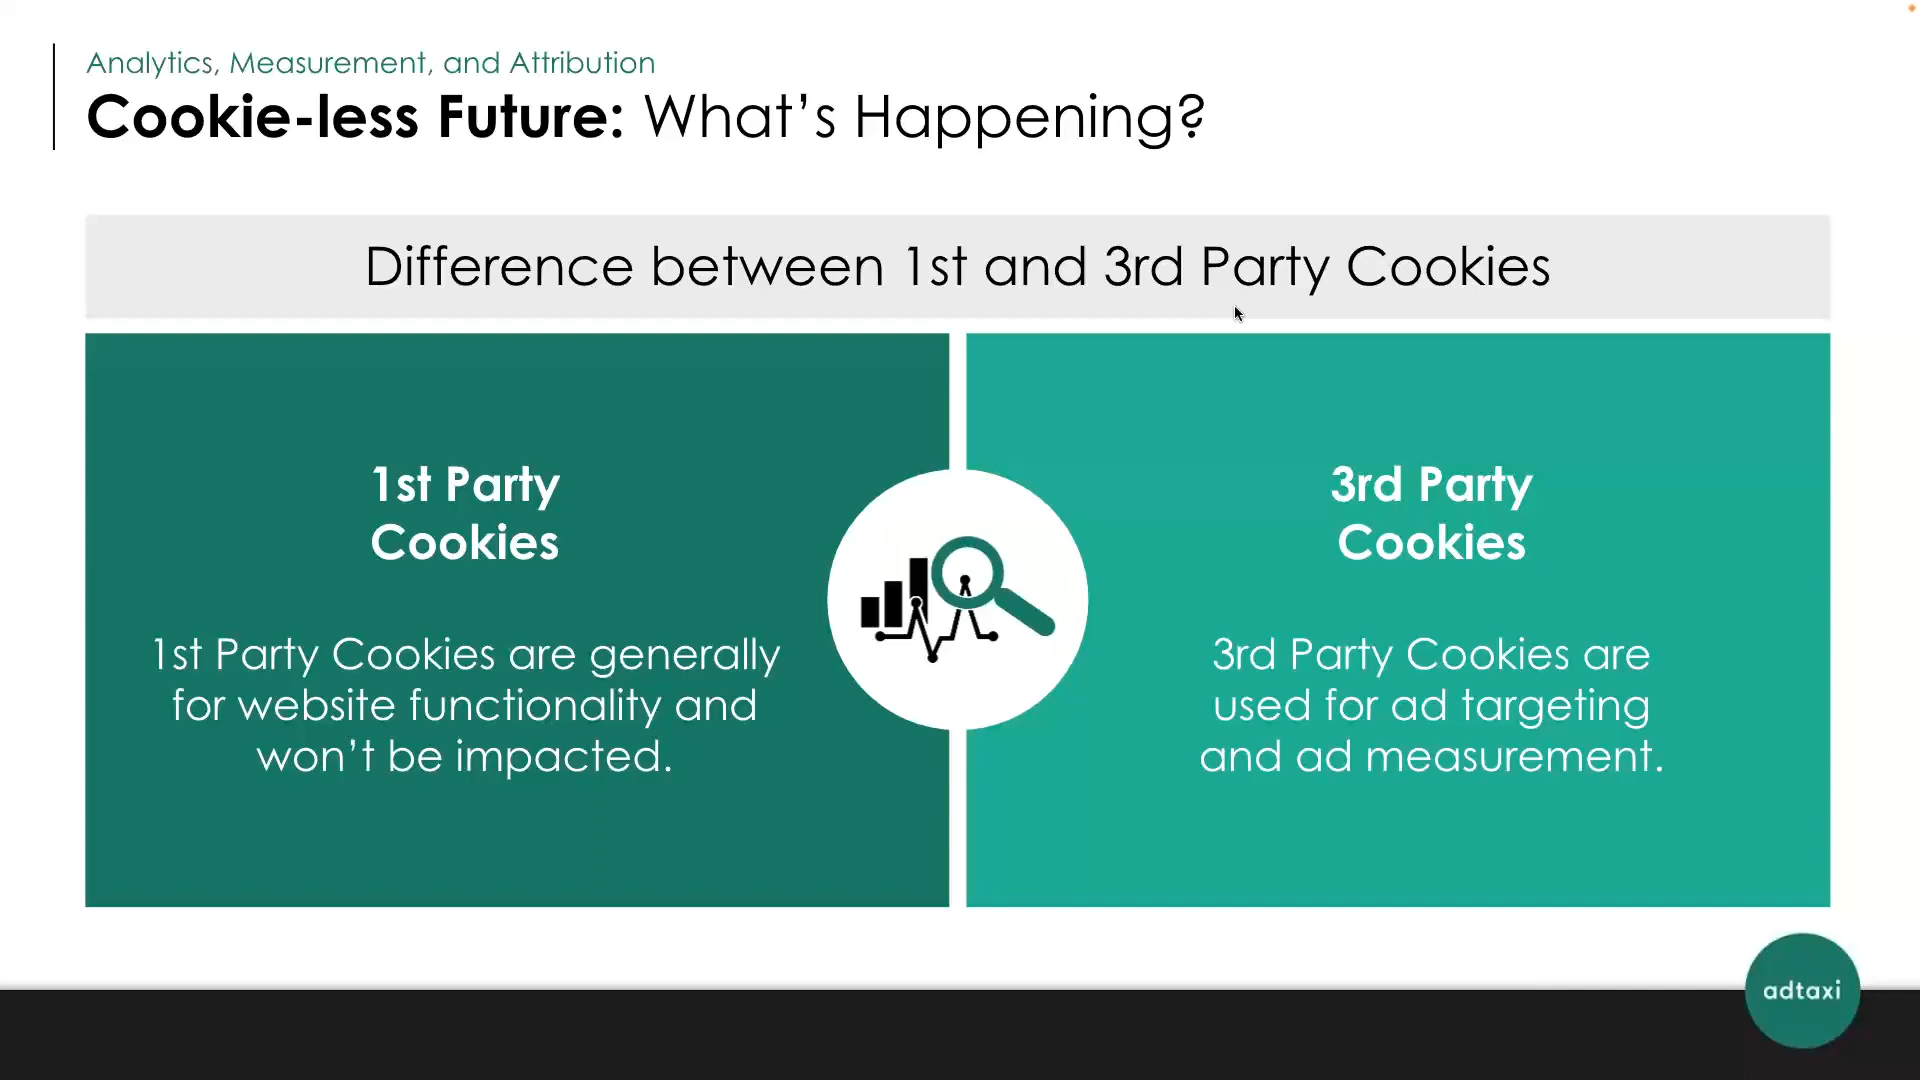 Analytics, Measurement, and Attribution
Cookie-less Future: What’s Happening?
Difference between 1st and 3rd Party Cookies
1st Party
Cookies
1st Party Cookies are generally
for website functionality and
won’t be impacted.
3rd Party
Cookies
3rd Party Cookies are
used for ad targeting
and ad measurement.
adtaxi